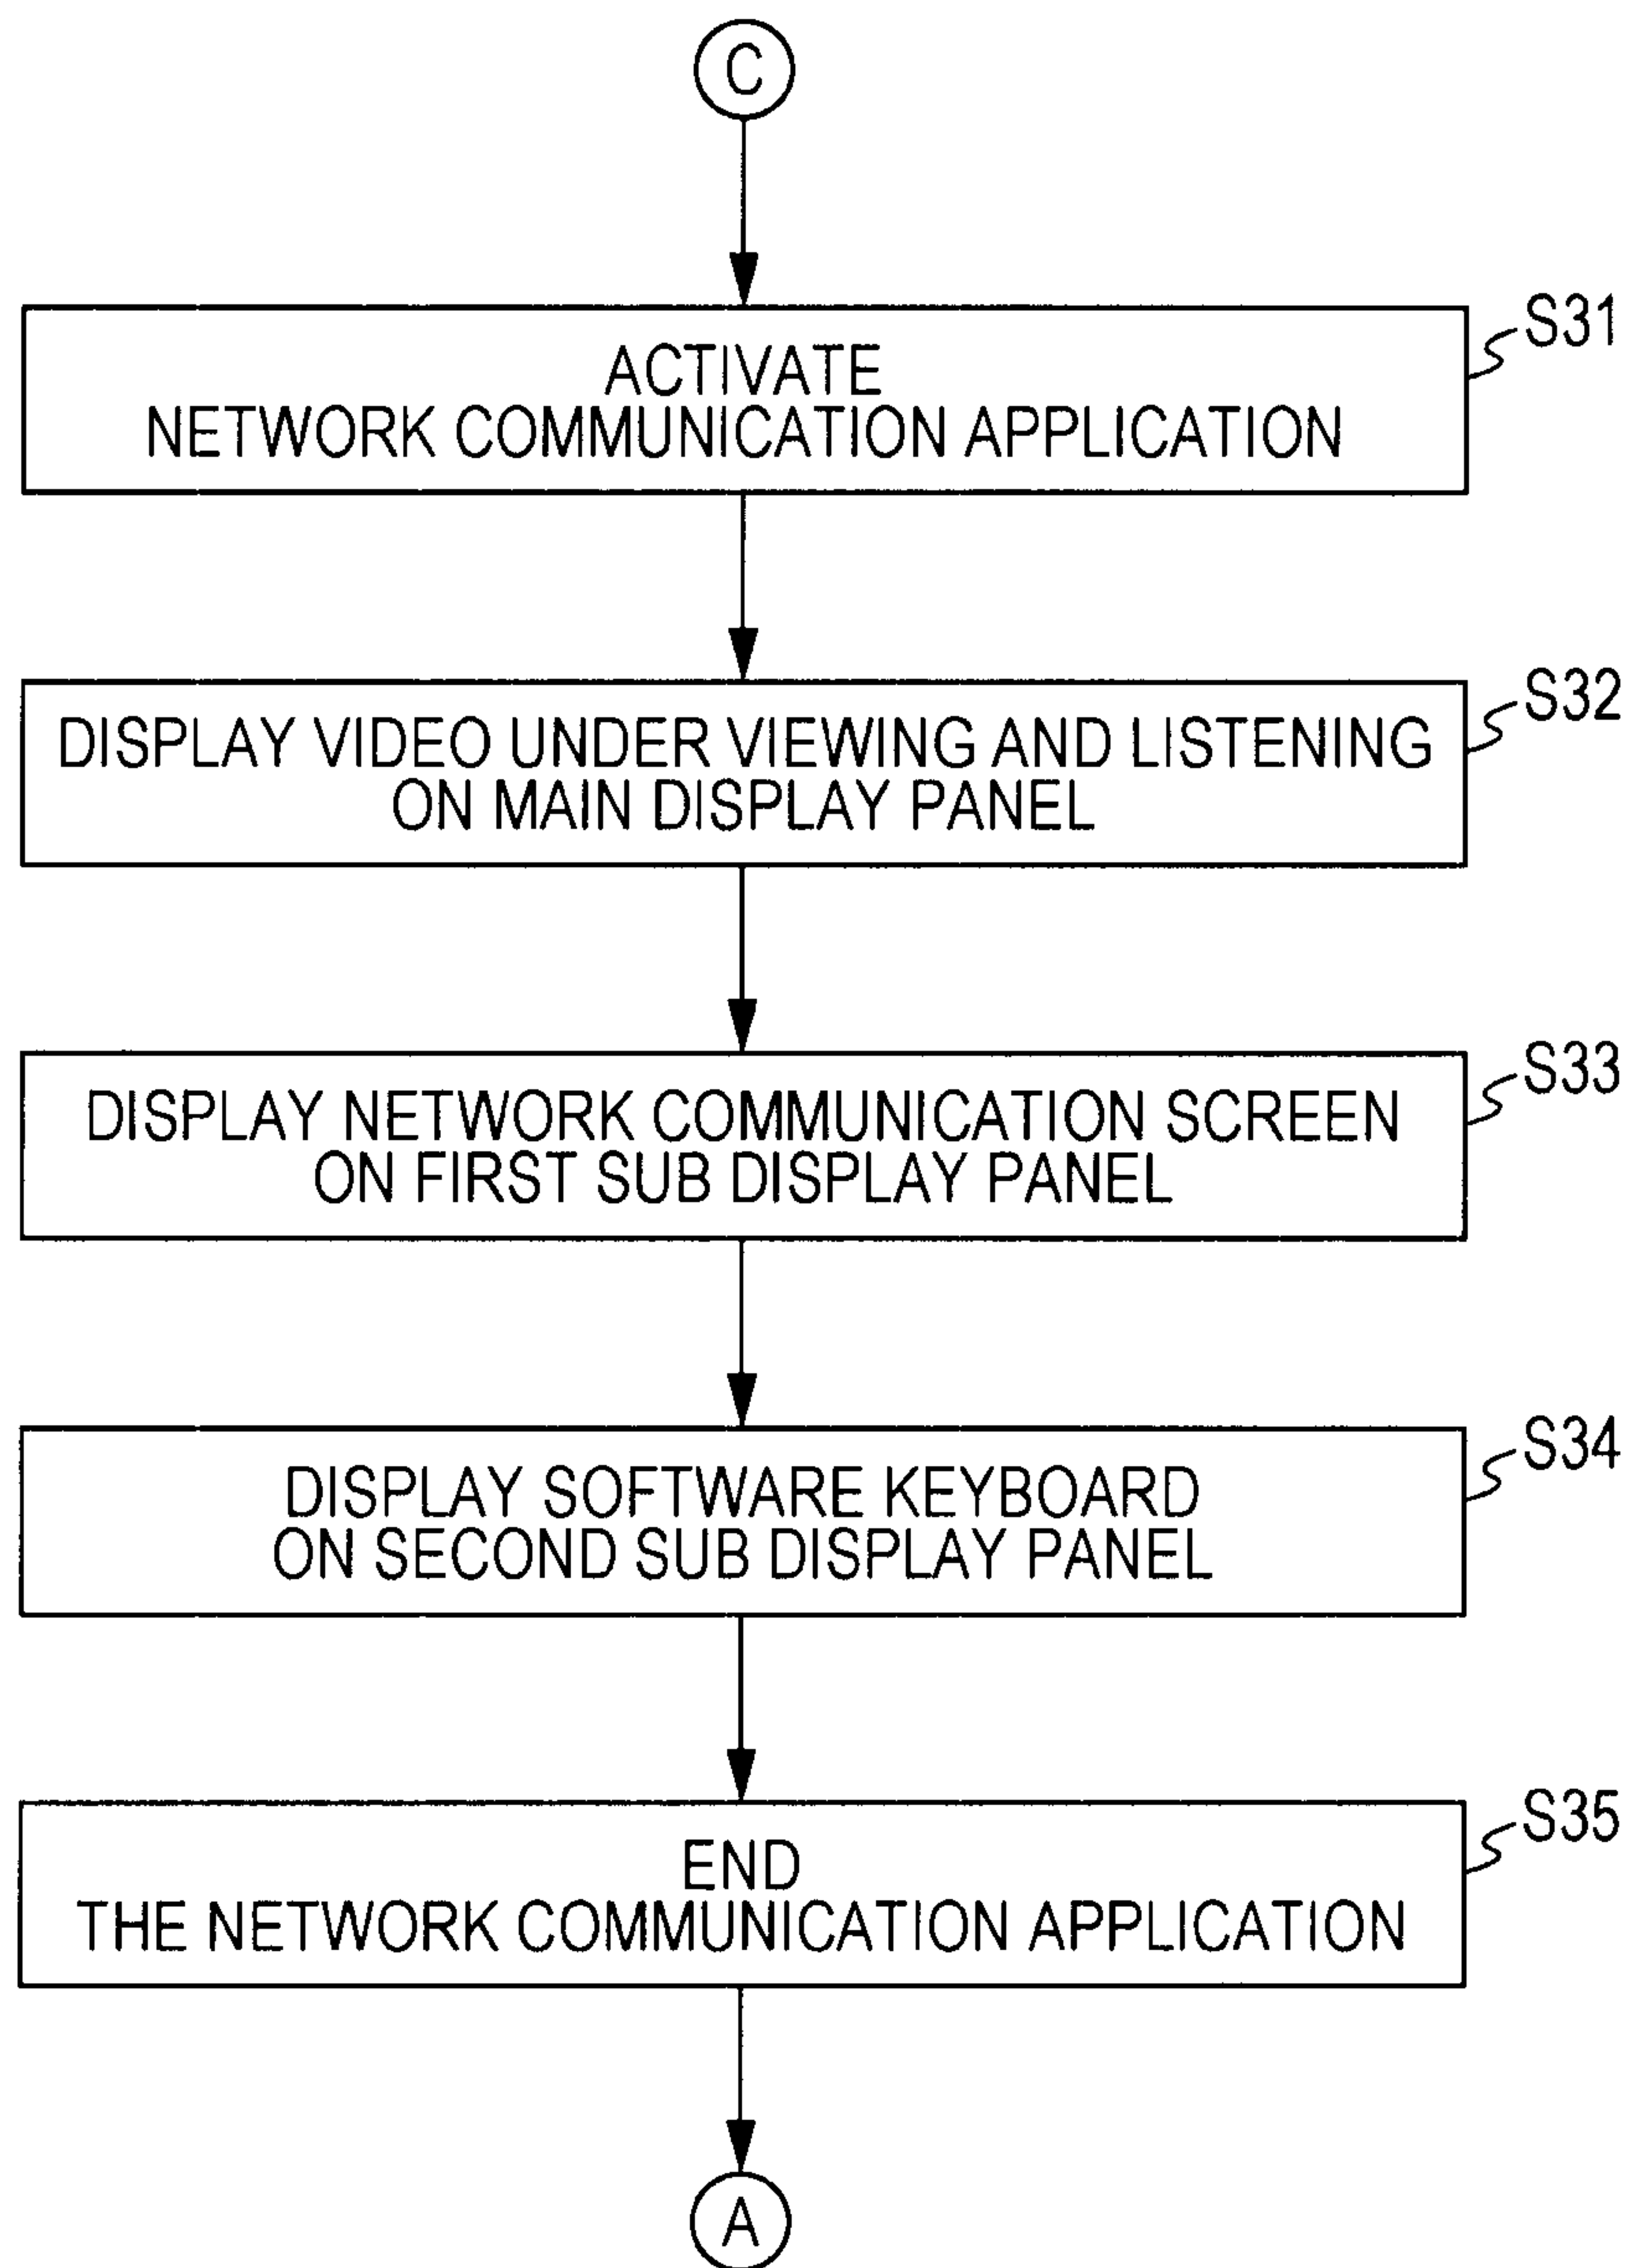 C
S31
ACTIVATE
NETWORK COMMUNICATION APPLICATION
S32
DISPLAY VIDEO UNDER VIEWING AND LISTENING
ON MAIN DISPLAY PANEL
S33
DISPLAY NETWORK COMMUNICATION SCREEN
ON FIRST SUB DISPLAY PANEL
S34
DISPLAY SOFTWARE KEYBOARD
ON SECOND SUB DISPLAY PANEL
S35
END
THE NETWORK COMMUNICATION APPLICATION
A